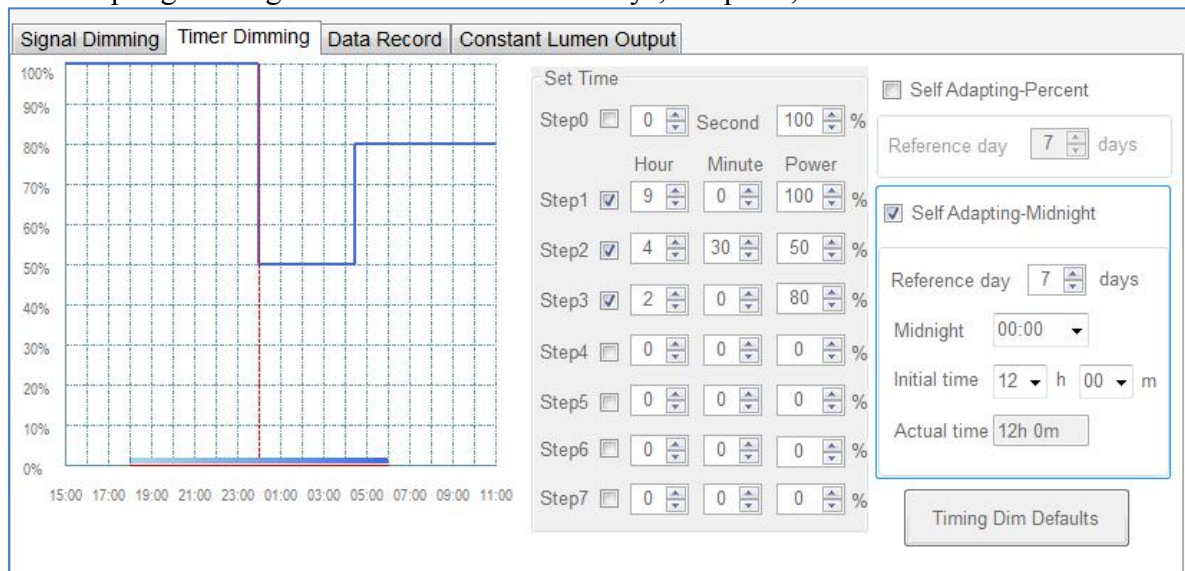 Signal Dimming Timer Dimming Data Record Constant Lumen Output
100%
90%
80%
70%
60%
50%
40%
30%
20%
10%
0%
15:00 17:00 19:00 21:00 23:00 01:00 03:00 05:00 07:00 09:00 11:00
Set Time
Step0 0 Second 100 %
Hour Minute Power
Step1 9 0 100 %
Step2 4 30 50 %
Step3 2 0 80 %
Step4 0 0 0 %
Step5 0 0 0 %
Step6 0 0 0 %
Step7 0 0 0 %
Self Adapting-Percent
Reference day 7 days
Self Adapting-Midnight
Reference day 7 days
Midnight 00:00
Initial time 12 h 00 m
Actual time 12h 0m
Timing Dim Defaults